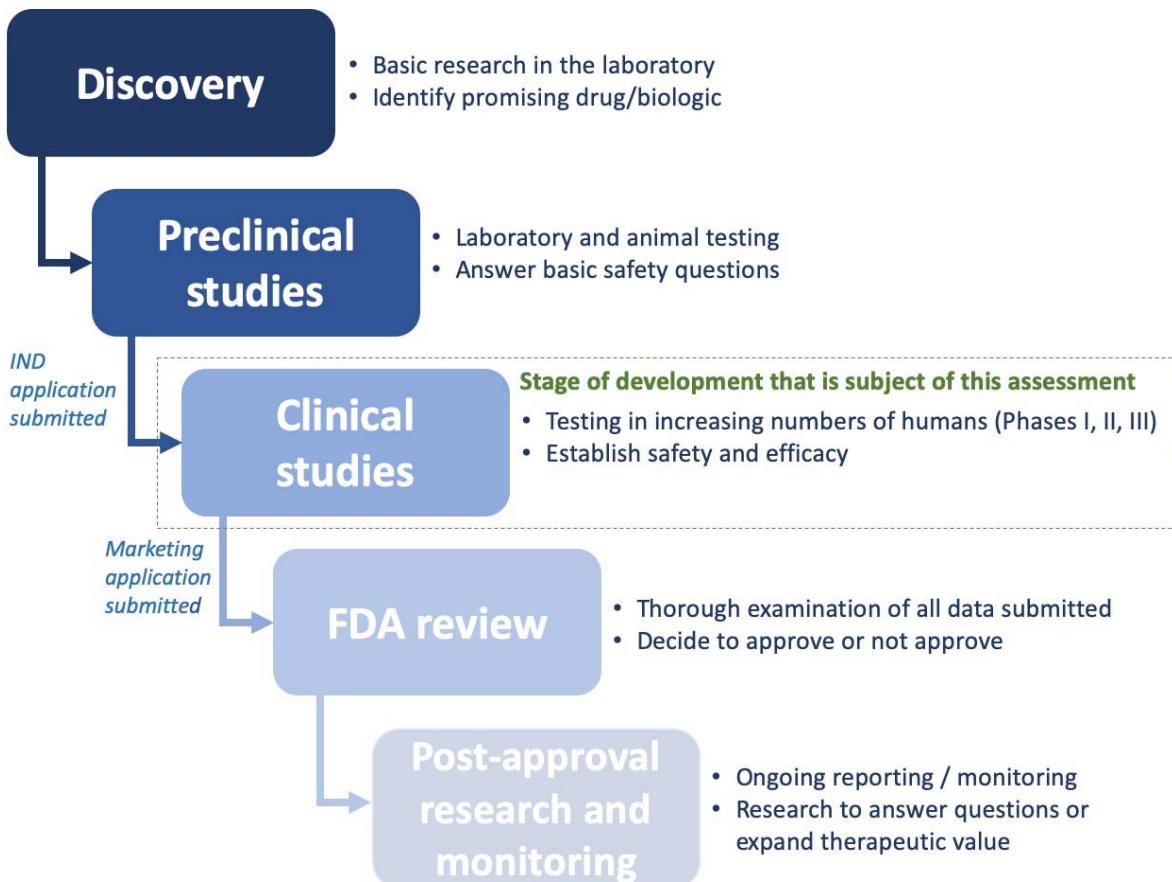 Discovery
• Basic research in the laboratory
• Identify promising drug/biologic
Preclinical
studies
• Laboratory and animal testing
• Answer basic safety questions
IND
application
submitted
Clinical
studies
Stage of development that is subject of this assessment
• Testing in increasing numbers of humans (Phases I, II, III)
• Establish safety and efficacy
Marketing
application
submitted
FDA review
• Thorough examination of all data submitted
• Decide to approve or not approve
Post-approval
research and
monitoring
• Ongoing reporting / monitoring
• Research to answer questions or
expand therapeutic value